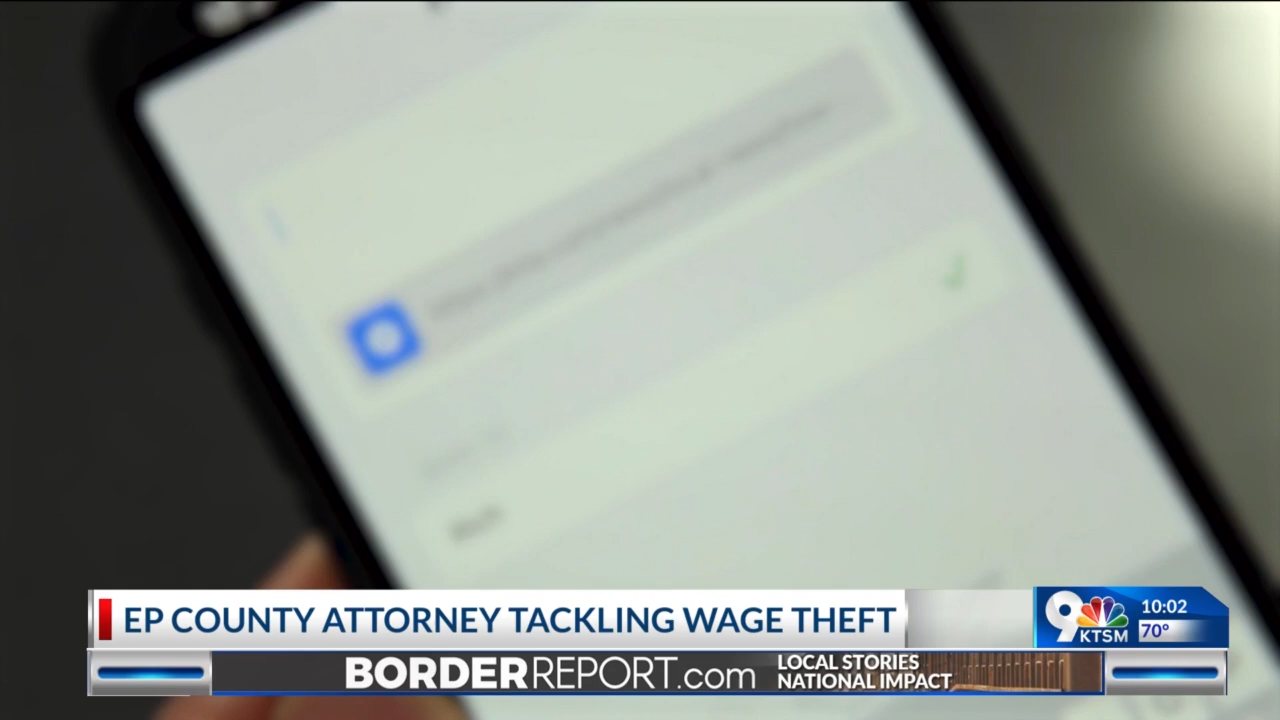 EP COUNTY ATTORNEY TACKLING WAGE THEFT
9
KTSM
10:02
70°
BORDERREPORT.com
LOCAL STORIES
NATIONAL IMPACT